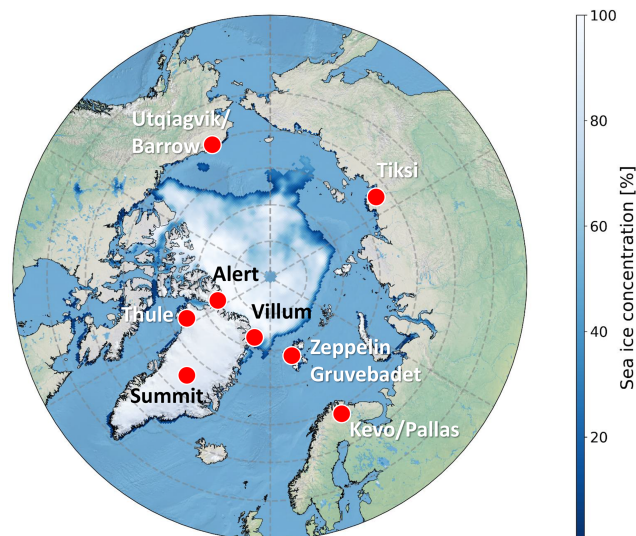 100
Utqiagvik/
Barrow
80
Tiksi
60
Alert
Thule
Villum
Zeppelin
40
Gruvebadet
Summit
Kevo/Pallas
20
Sea ice concentration [%]